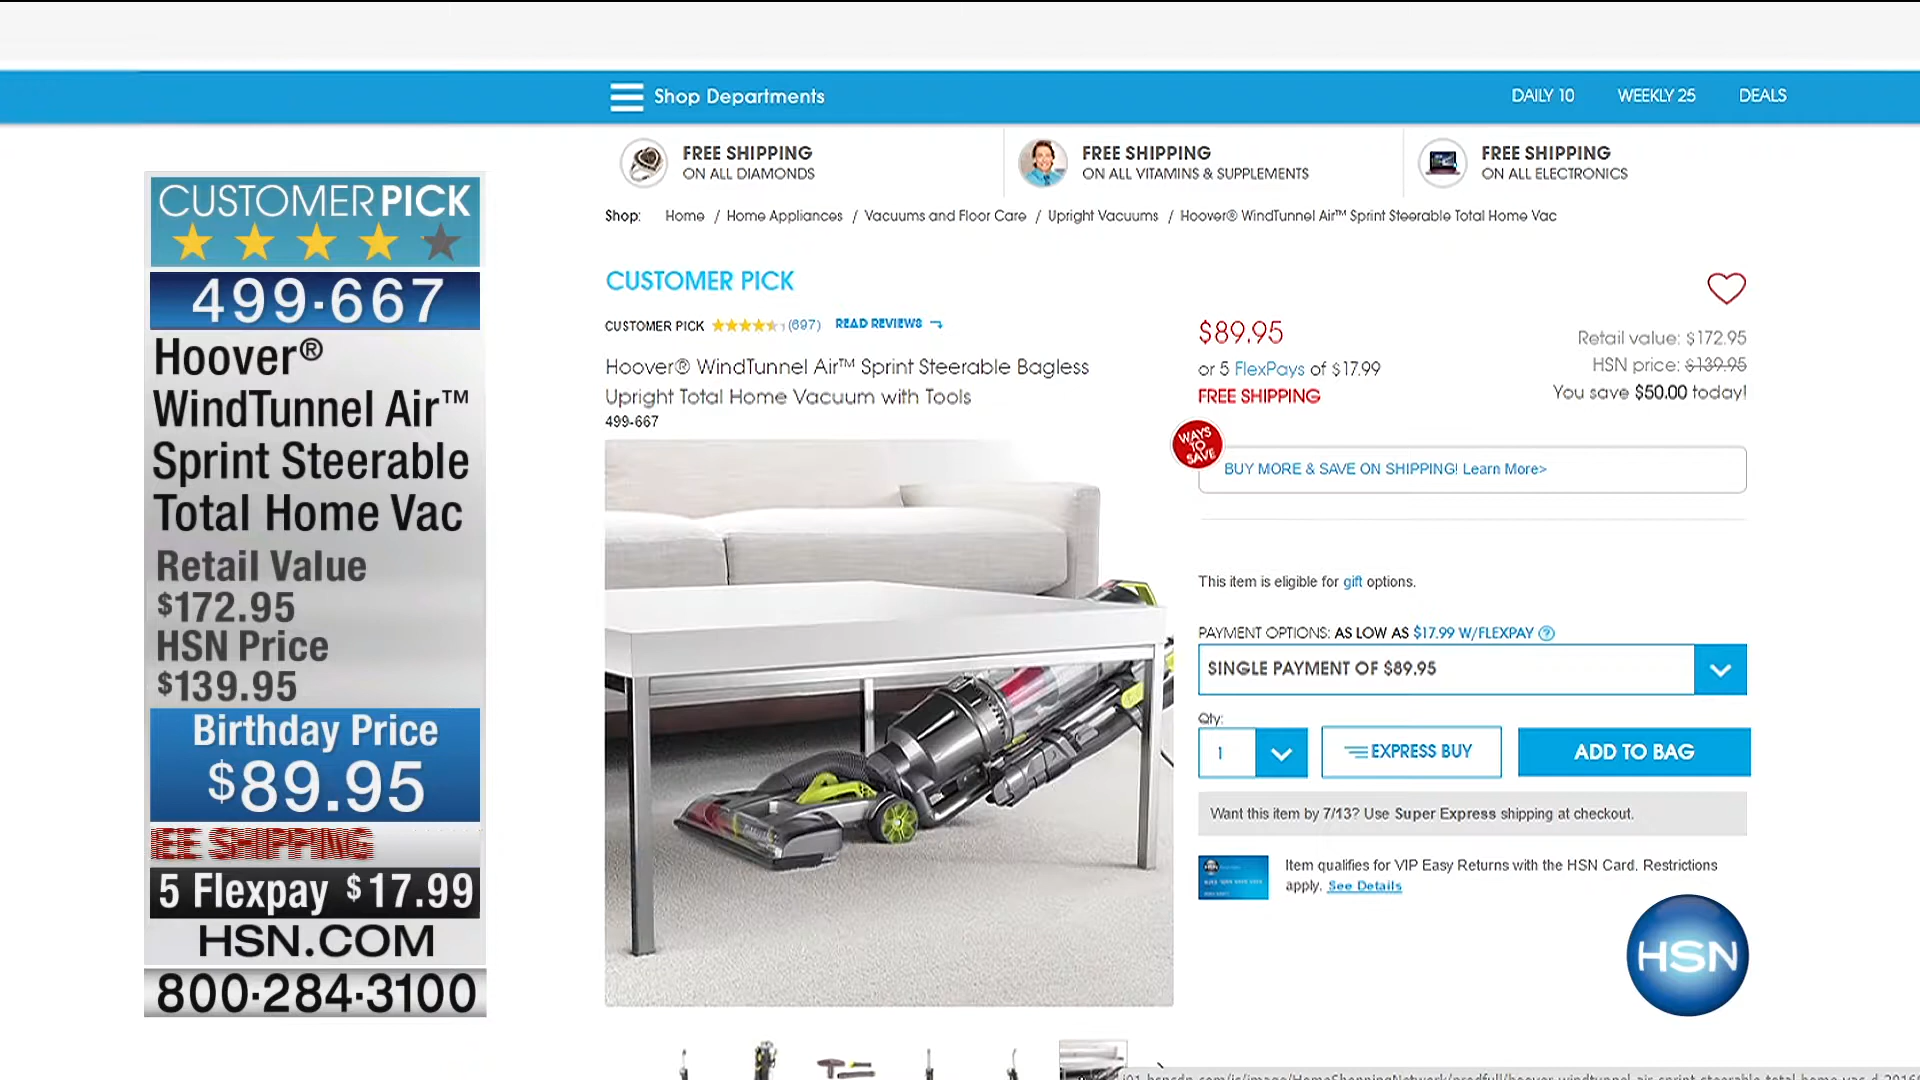 Shop Departments
DAILY 10
WEEKLY 25
DEALS
FREE SHIPPING
ON ALL DIAMONDS
FREE SHIPPING
ON ALL VITAMINS & SUPPLEMENTS
FREE SHIPPING
ON ALL ELECTRONICS
Shop: Home / Home Appliances / Vacuums and Floor Care / Upright Vacuums / Hoover® WindTunnel Air™ Sprint Steerable Total Home Vac
CUSTOMER PICK
499·667
Hoover®
WindTunnel Air™
Sprint Steerable
Total Home Vac
Retail Value
$172.95
HSN Price
$139.95
Birthday Price
$89.95
EE SHIPPING
5 Flexpay $17.99
HSN.COM
800·284·3100
CUSTOMER PICK
CUSTOMER PICK (697) READ REVIEWS
Hoover® WindTunnel Air™ Sprint Steerable Bagless
Upright Total Home Vacuum with Tools
499-667
$89.95
or 5 FlexPays of $17.99
FREE SHIPPING
Retail value: $172.95
HSN price: $139.95
You save $50.00 today!
WAYS
TO
SAVE
BUY MORE & SAVE ON SHIPPING! Learn More>
This item is eligible for gift options.
PAYMENT OPTIONS: AS LOW AS $17.99 W/FLEXPAY ?
SINGLE PAYMENT OF $89.95
Qty:
1
EXPRESS BUY
ADD TO BAG
Want this item by 7/13? Use Super Express shipping at checkout.
Item qualifies for VIP Easy Returns with the HSN Card. Restrictions
apply. See Details
HSN